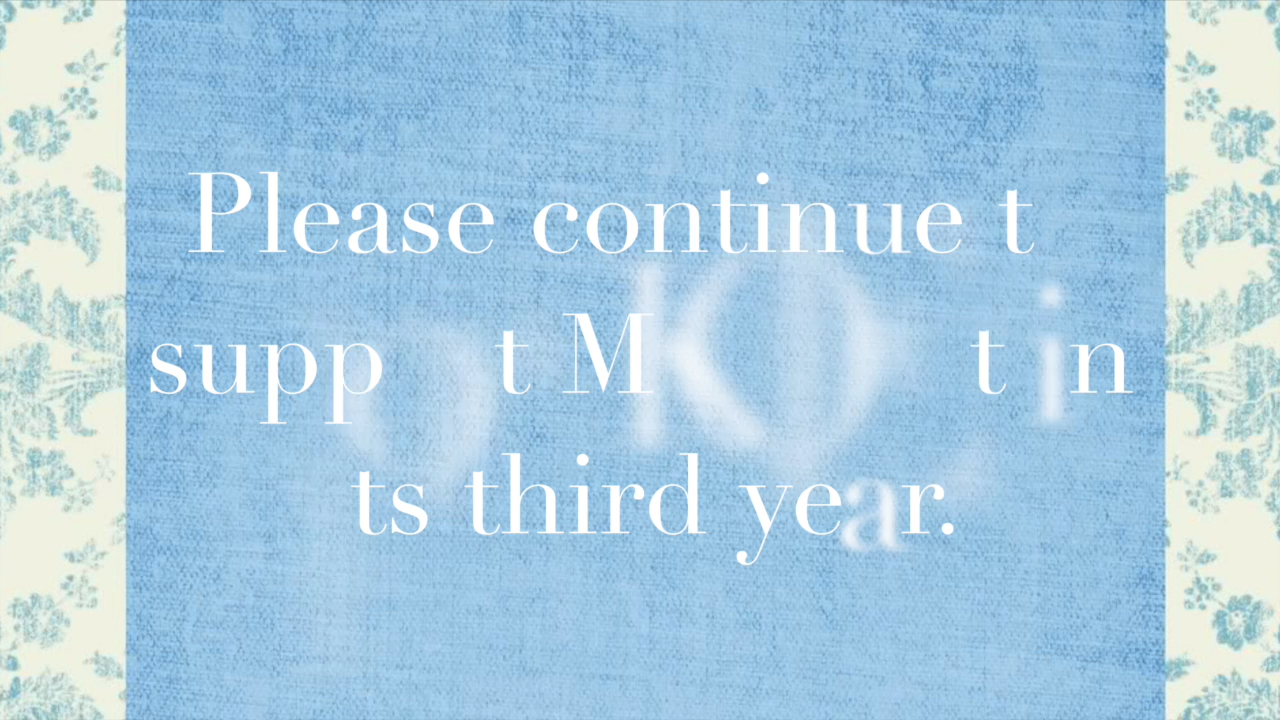 Please continue t
supp t M t in
ts third year.